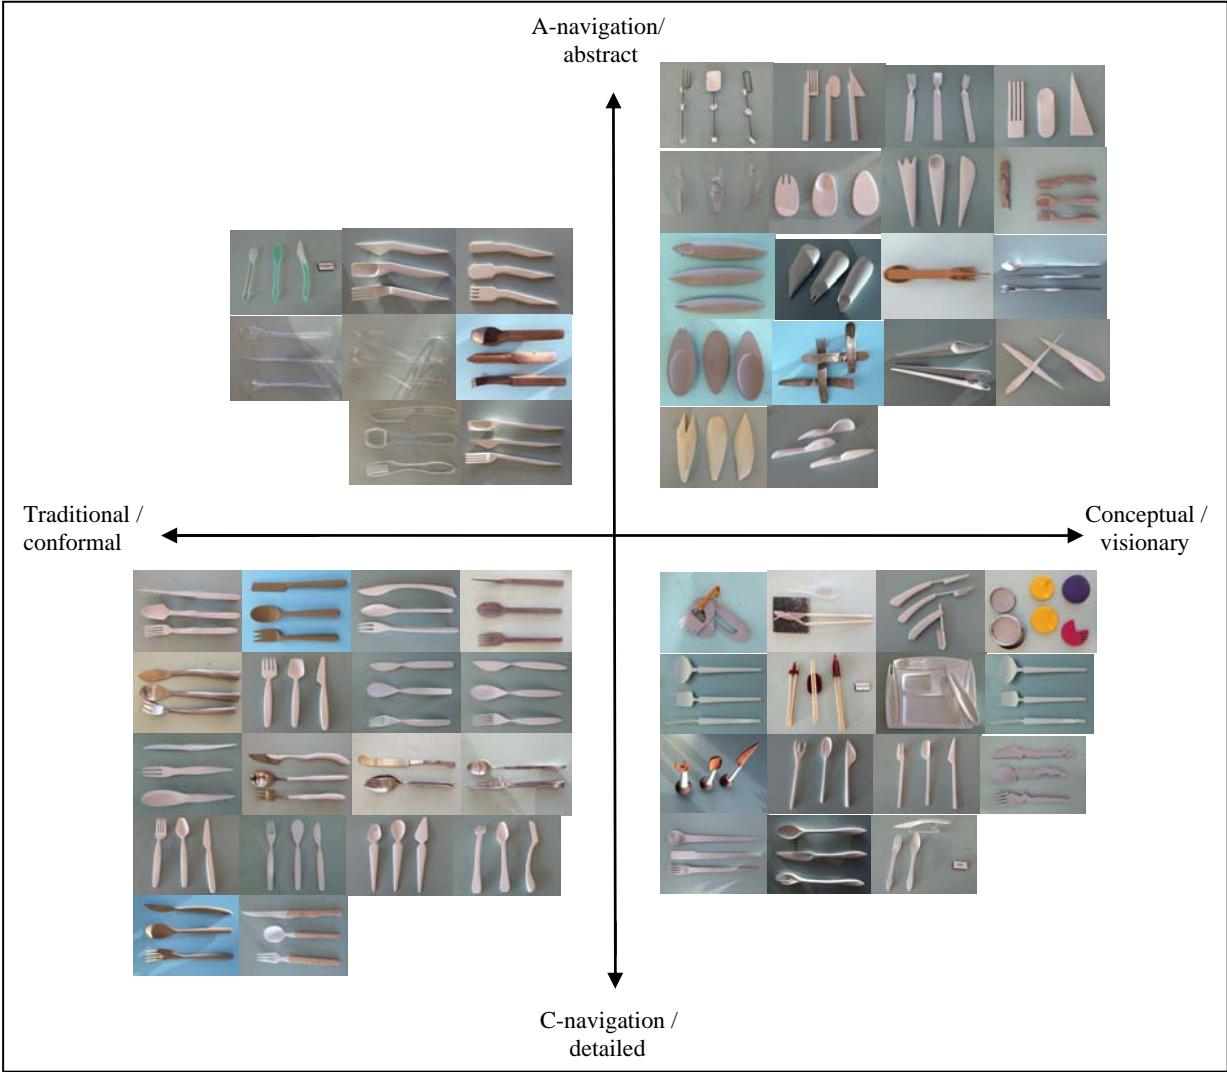 A-navigation/
abstract
Traditional /
conformal
Conceptual /
visionary
C-navigation /
detailed